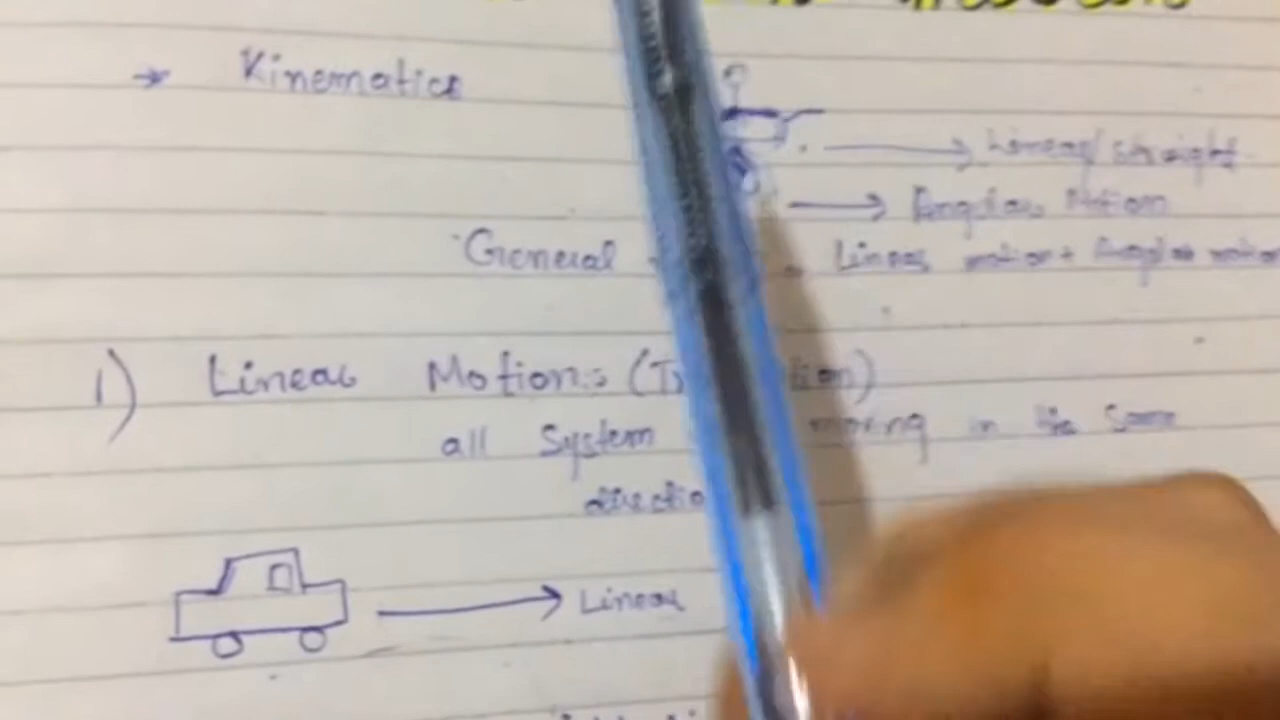 → Kinematics
→ Linear/straight
→ Angular Motion
General Linear motion + Angular motion
1) Linear Motion:
all System moving in the Same
→ Linear